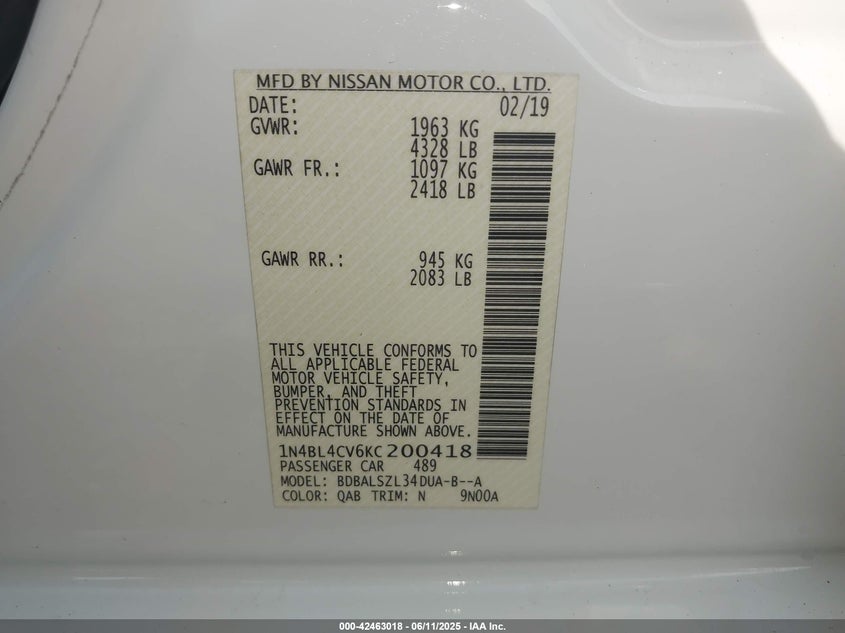 MFD BY NISSAN MOTOR CO., LTD.
DATE: 02/19
GVWR: 1963 KG
4328 LB
GAWR FR.: 1097 KG
2418 LB
GAWR RR.: 945 KG
2083 LB
THIS VEHICLE CONFORMS TO
ALL APPLICABLE FEDERAL
MOTOR VEHICLE SAFETY,
BUMPER, AND THEFT
PREVENTION STANDARDS IN
EFFECT ON THE DATE OF
MANUFACTURE SHOWN ABOVE.
1N4BL4CV6KC200418
PASSENGER CAR 489
MODEL: BDBALSZL34DUA-B--A
COLOR: QAB TRIM: N 9N00A
000-42463018 - 06/11/2025 - IAA Inc.